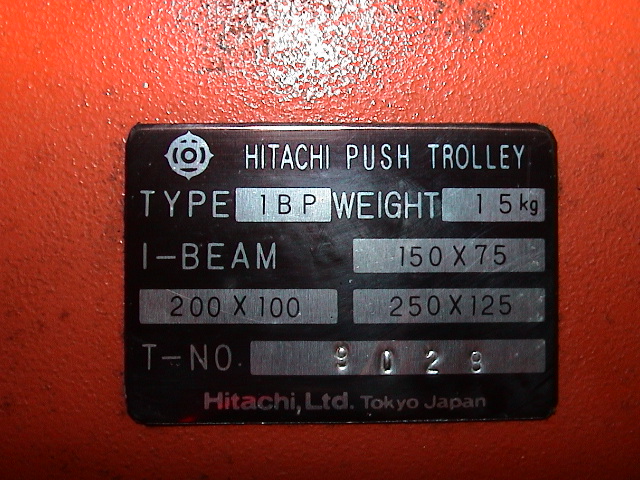 HITACHI PUSH TROLLEY
TYPE 1BP WEIGHT 15kg
I-BEAM 150X75
200X100 250X125
T-NO. 9028
Hitachi, Ltd. Tokyo Japan